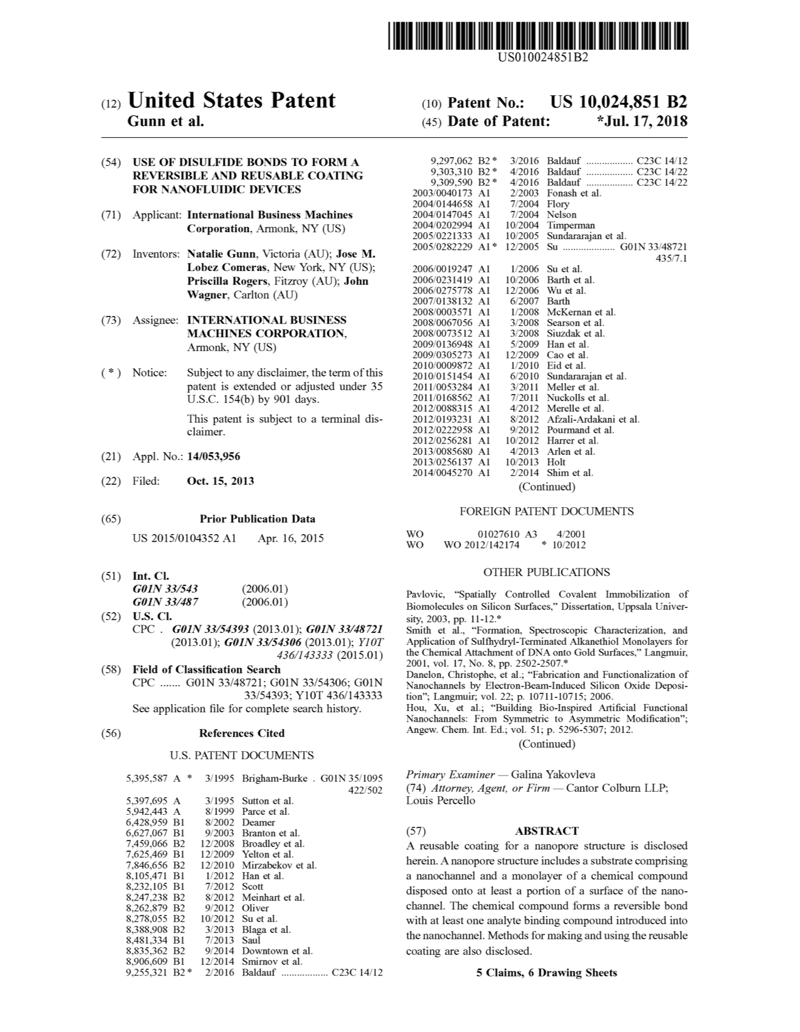 US010024851B2
(12) United States Patent
Gunn et al.
(10) Patent No.: US 10,024,851 B2
(45) Date of Patent: *Jul. 17, 2018
(54) USE OF DISULFIDE BONDS TO FORM A
REVERSIBLE AND REUSABLE COATING
FOR NANOFLUIDIC DEVICES
(71) Applicant: International Business Machines
Corporation, Armonk, NY (US)
(72) Inventors: Natalie Gunn, Victoria (AU); Jose M.
Lobez Comeras, New York, NY (US);
Priscilla Rogers, Fitzroy (AU); John
Wagner, Carlton (AU)
(73) Assignee: INTERNATIONAL BUSINESS
MACHINES CORPORATION,
Armonk, NY (US)
( * ) Notice: Subject to any disclaimer, the term of this
patent is extended or adjusted under 35
U.S.C. 154(b) by 901 days.
This patent is subject to a terminal dis-
claimer.
(21) Appl. No.: 14/053,956
(22) Filed: Oct. 15, 2013
(65) Prior Publication Data
US 2015/0104352 A1 Apr. 16, 2015
(51) Int. Cl.
G01N 33/543 (2006.01)
G01N 33/487 (2006.01)
(52) U.S. Cl.
CPC . G01N 33/54393 (2013.01); G01N 33/48721
(2013.01); G01N 33/54306 (2013.01); Y10T
436/143333 (2015.01)
(58) Field of Classification Search
CPC ....... G01N 33/48721; G01N 33/54306; G01N
33/54393; Y10T 436/143333
See application file for complete search history.
(56) References Cited
U.S. PATENT DOCUMENTS
5,395,587 A * 3/1995 Brigham-Burke . G01N 35/1095
422/502
5,397,695 A 3/1995 Sutton et al.
5,942,443 A 8/1999 Parce et al.
6,428,959 B1 8/2002 Deamer
6,627,067 B1 9/2003 Branton et al.
7,459,066 B2 12/2008 Broadley et al.
7,625,469 B1 12/2009 Yelton et al.
7,846,656 B2 12/2010 Mirzabekov et al.
8,105,471 B1 1/2012 Han et al.
8,232,105 B1 7/2012 Scott
8,247,238 B2 8/2012 Meinhart et al.
8,262,879 B2 9/2012 Oliver
8,278,055 B2 10/2012 Su et al.
8,388,908 B2 3/2013 Blaga et al.
8,481,334 B1 7/2013 Saul
8,835,362 B2 9/2014 Downtown et al.
8,906,609 B1 12/2014 Smirnov et al.
9,255,321 B2 * 2/2016 Baldauf .................. C23C 14/12
9,297,062 B2 * 3/2016 Baldauf .................. C23C 14/12
9,303,310 B2 * 4/2016 Baldauf .................. C23C 14/22
9,309,590 B2 * 4/2016 Baldauf .................. C23C 14/22
2003/0040173 A1 2/2003 Fonash et al.
2004/0144658 A1 7/2004 Flory
2004/0147045 A1 7/2004 Nelson
2004/0202994 A1 10/2004 Timperman
2005/0221333 A1 10/2005 Sundararajan et al.
2005/0282229 A1 * 12/2005 Su .................... G01N 33/48721
435/7.1
2006/0019247 A1 1/2006 Su et al.
2006/0231419 A1 10/2006 Barth et al.
2006/0275778 A1 12/2006 Wu et al.
2007/0138132 A1 6/2007 Barth
2008/0003571 A1 1/2008 McKernan et al.
2008/0067056 A1 3/2008 Searson et al.
2008/0073512 A1 3/2008 Siuzdak et al.
2009/0136948 A1 5/2009 Han et al.
2009/0305273 A1 12/2009 Cao et al.
2010/0009872 A1 1/2010 Eid et al.
2010/0151454 A1 6/2010 Sundararajan et al.
2011/0053284 A1 3/2011 Meller et al.
2011/0168562 A1 7/2011 Nuckolls et al.
2012/0088315 A1 4/2012 Merelle et al.
2012/0193231 A1 8/2012 Afzali-Ardakani et al.
2012/0222958 A1 9/2012 Pourmand et al.
2012/0256281 A1 10/2012 Harrer et al.
2013/0085680 A1 4/2013 Arlen et al.
2013/0256137 A1 10/2013 Holt
2014/0045270 A1 2/2014 Shim et al.
(Continued)
FOREIGN PATENT DOCUMENTS
WO 01027610 A3 4/2001
WO WO 2012/142174 * 10/2012
OTHER PUBLICATIONS
Pavlovic, “Spatially Controlled Covalent Immobilization of
Biomolecules on Silicon Surfaces,” Dissertation, Uppsala Univer-
sity, 2003, pp. 11-12.*
Smith et al., “Formation, Spectroscopic Characterization, and
Application of Sulfhydryl-Terminated Alkanethiol Monolayers for
the Chemical Attachment of DNA onto Gold Surfaces,” Langmuir,
2001, vol. 17, No. 8, pp. 2502-2507.*
Danelon, Christophe, et al.; “Fabrication and Functionalization of
Nanochannels by Electron-Beam-Induced Silicon Oxide Deposi-
tion”; Langmuir; vol. 22; p. 10711-10715; 2006.
Hou, Xu, et al.; “Building Bio-Inspired Artificial Functional
Nanochannels: From Symmetric to Asymmetric Modification”;
Angew. Chem. Int. Ed.; vol. 51; p. 5296-5307; 2012.
(Continued)
Primary Examiner — Galina Yakovleva
(74) Attorney, Agent, or Firm — Cantor Colburn LLP;
Louis Percello
(57) ABSTRACT
A reusable coating for a nanopore structure is disclosed
herein. A nanopore structure includes a substrate comprising
a nanochannel and a monolayer of a chemical compound
disposed onto at least a portion of a surface of the nano-
channel. The chemical compound forms a reversible bond
with at least one analyte binding compound introduced into
the nanochannel. Methods for making and using the reusable
coating are also disclosed.
5 Claims, 6 Drawing Sheets